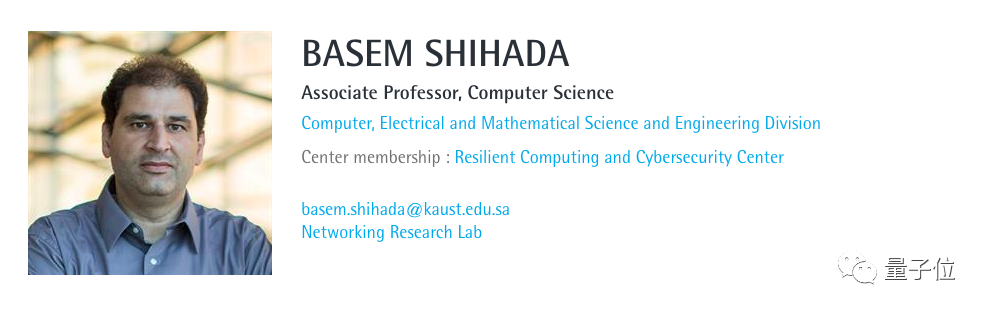 BASEM SHIHADA
Associate Professor, Computer Science
Computer, Electrical and Mathematical Science and Engineering Division
Center membership : Resilient Computing and Cybersecurity Center
basem.shihada@kaust.edu.sa
Networking Research Lab
量子位